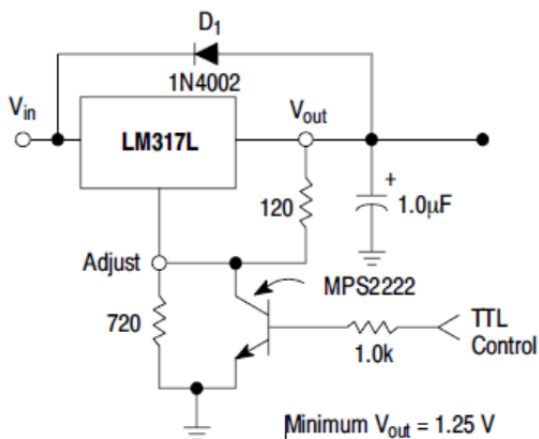 D1
1N4002
Vin
LM317L
Vout
120
+
1.0μF
Adjust
MPS2222
720
1.0k
TTL
Control
Minimum Vout = 1.25 V